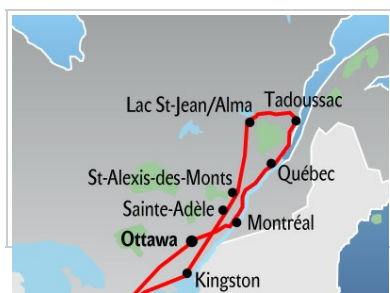 Lac St-Jean/Alma
Tadoussac
St-Alexis-des-Monts
Québec
Sainte-Adèle
Montréal
Ottawa
Kingston